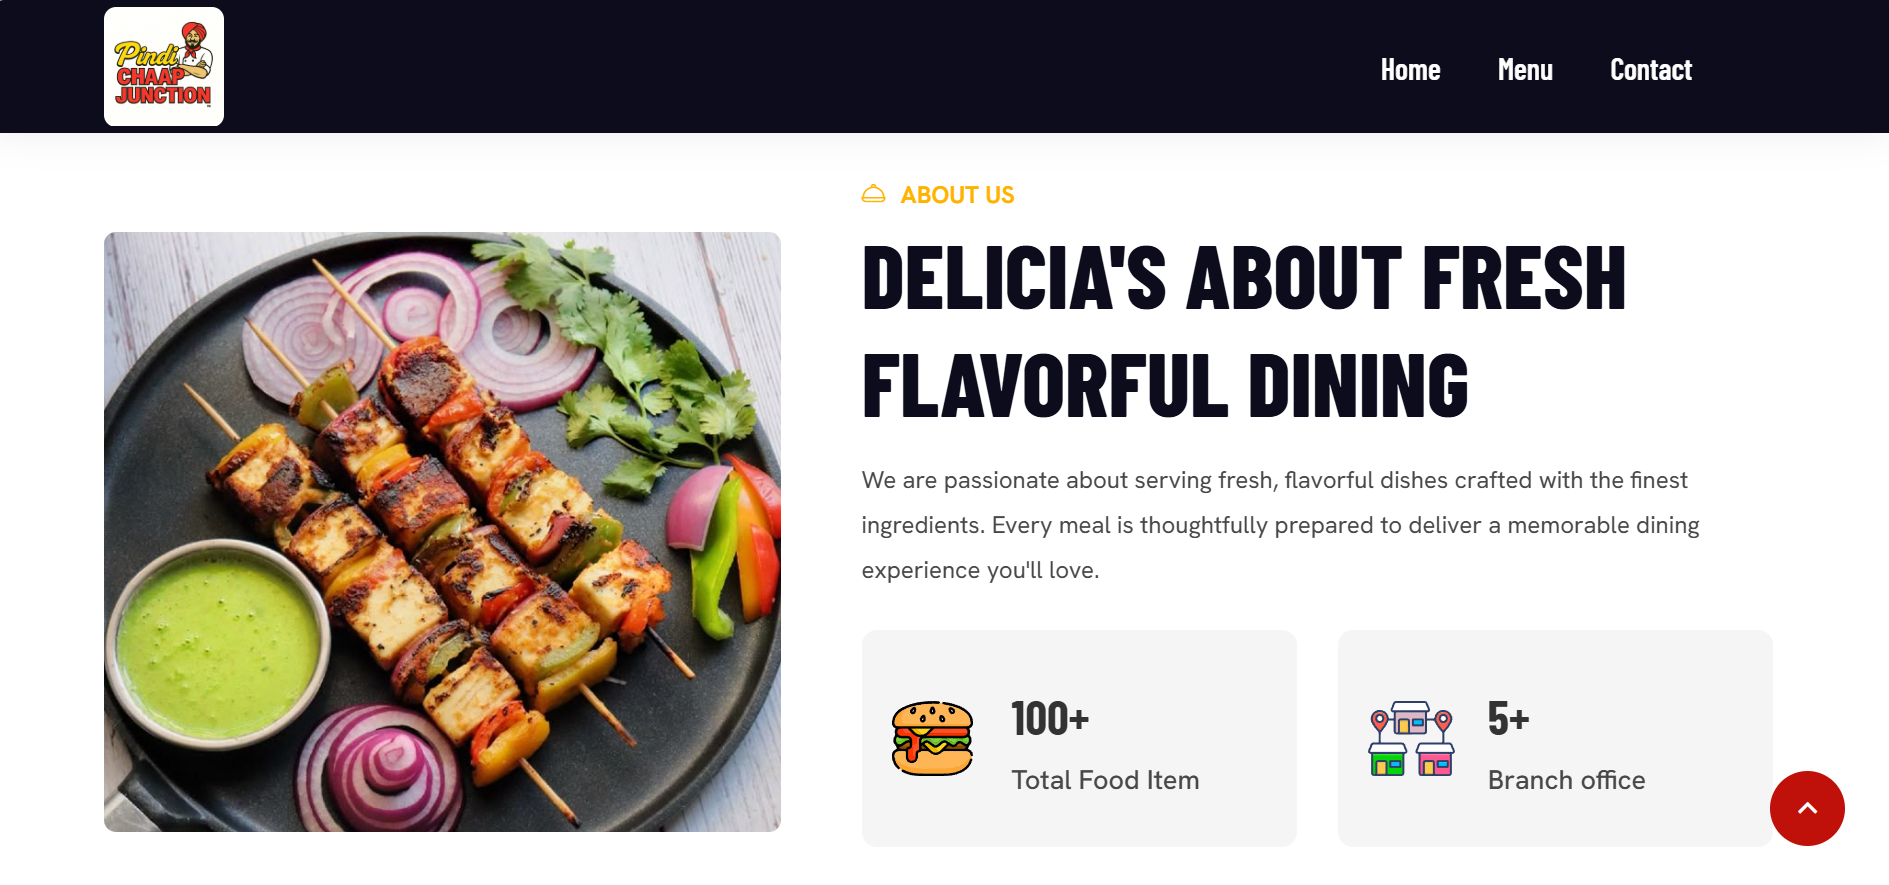 Pindi
CHAAP
JUNCTION
Home
Menu
Contact
ABOUT US
DELICIA'S ABOUT FRESH
FLAVORFUL DINING
We are passionate about serving fresh, flavorful dishes crafted with the finest
ingredients. Every meal is thoughtfully prepared to deliver a memorable dining
experience you'll love.
100+
Total Food Item
5+
Branch office